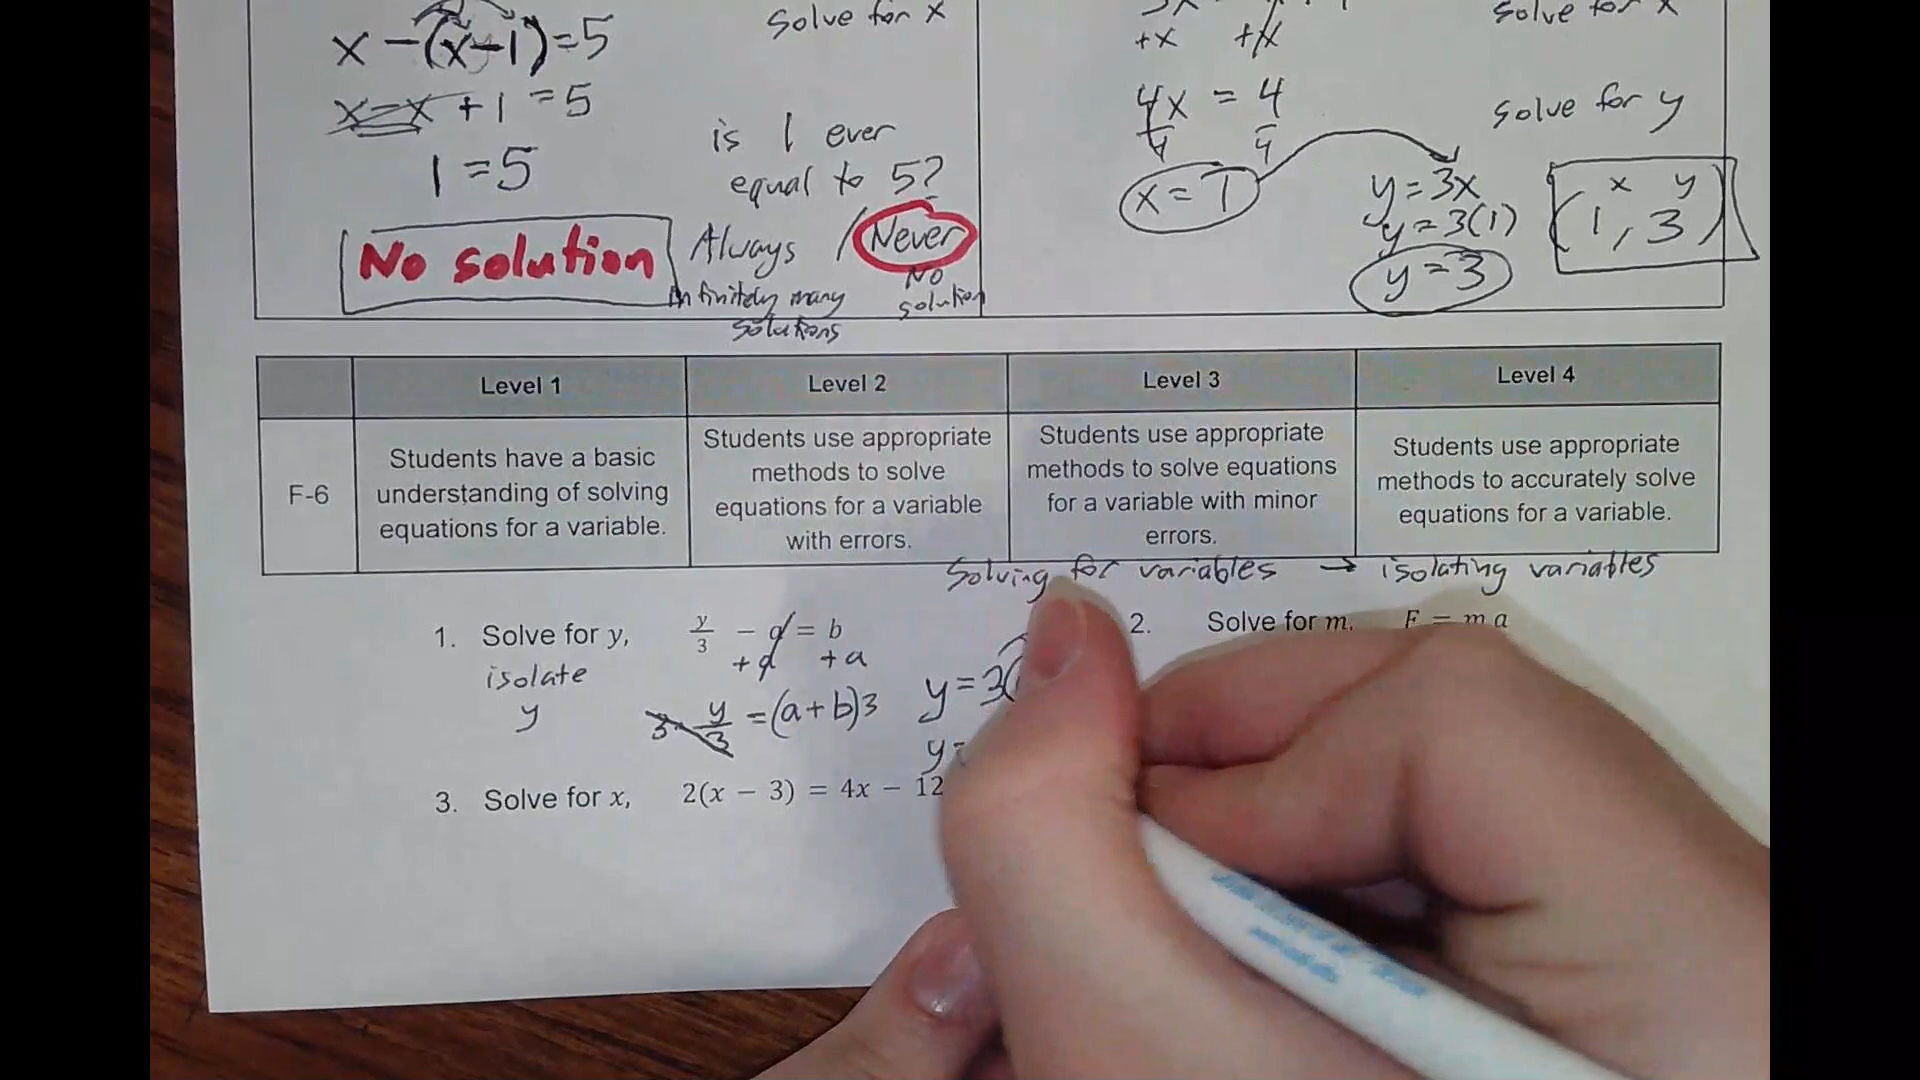 x - (x-1) = 5
solve for x
x - x + 1 = 5
is 1 ever
equal to 5?
1 = 5
No solution
Always / Never
Infinitely many
solutions
No
solution
+x +x
solve for x
4x = 4
4 4
solve for y
x = 1
y = 3x
y = 3(1)
y = 3
x y
(1, 3)
Level 1
Level 2
Level 3
Level 4
F-6
Students have a basic
understanding of solving
equations for a variable.
Students use appropriate
methods to solve
equations for a variable
with errors.
Students use appropriate
methods to solve equations
for a variable with minor
errors.
Students use appropriate
methods to accurately solve
equations for a variable.
Solving for variables → isolating variables
1. Solve for y, y/3 - a = b
+a +a
isolate
y
3 · y/3 = (a+b)3
y = 3(
y =
2. Solve for m, F = ma
3. Solve for x, 2(x − 3) = 4x − 12